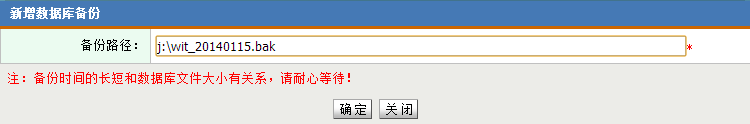 新增数据库备份
备份路径： j:\wit_20140115.bak *
注：备份时间的长短和数据库文件大小有关系，请耐心等待！
确定 关闭